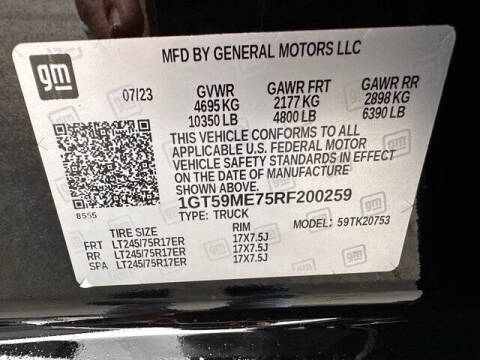 gm
MFD BY GENERAL MOTORS LLC
07/23 GVWR GAWR FRT GAWR RR
4695 KG 2177 KG 2898 KG
10350 LB 4800 LB 6390 LB
THIS VEHICLE CONFORMS TO ALL
APPLICABLE U.S. FEDERAL MOTOR
VEHICLE SAFETY STANDARDS IN EFFECT
ON THE DATE OF MANUFACTURE
SHOWN ABOVE.
8555 1GT59ME75RF200259
TYPE: TRUCK MODEL: 59TK20753
TIRE SIZE RIM
FRT LT245/75R17ER 17X7.5J
RR LT245/75R17ER 17X7.5J
SPA LT245/75R17ER 17X7.5J